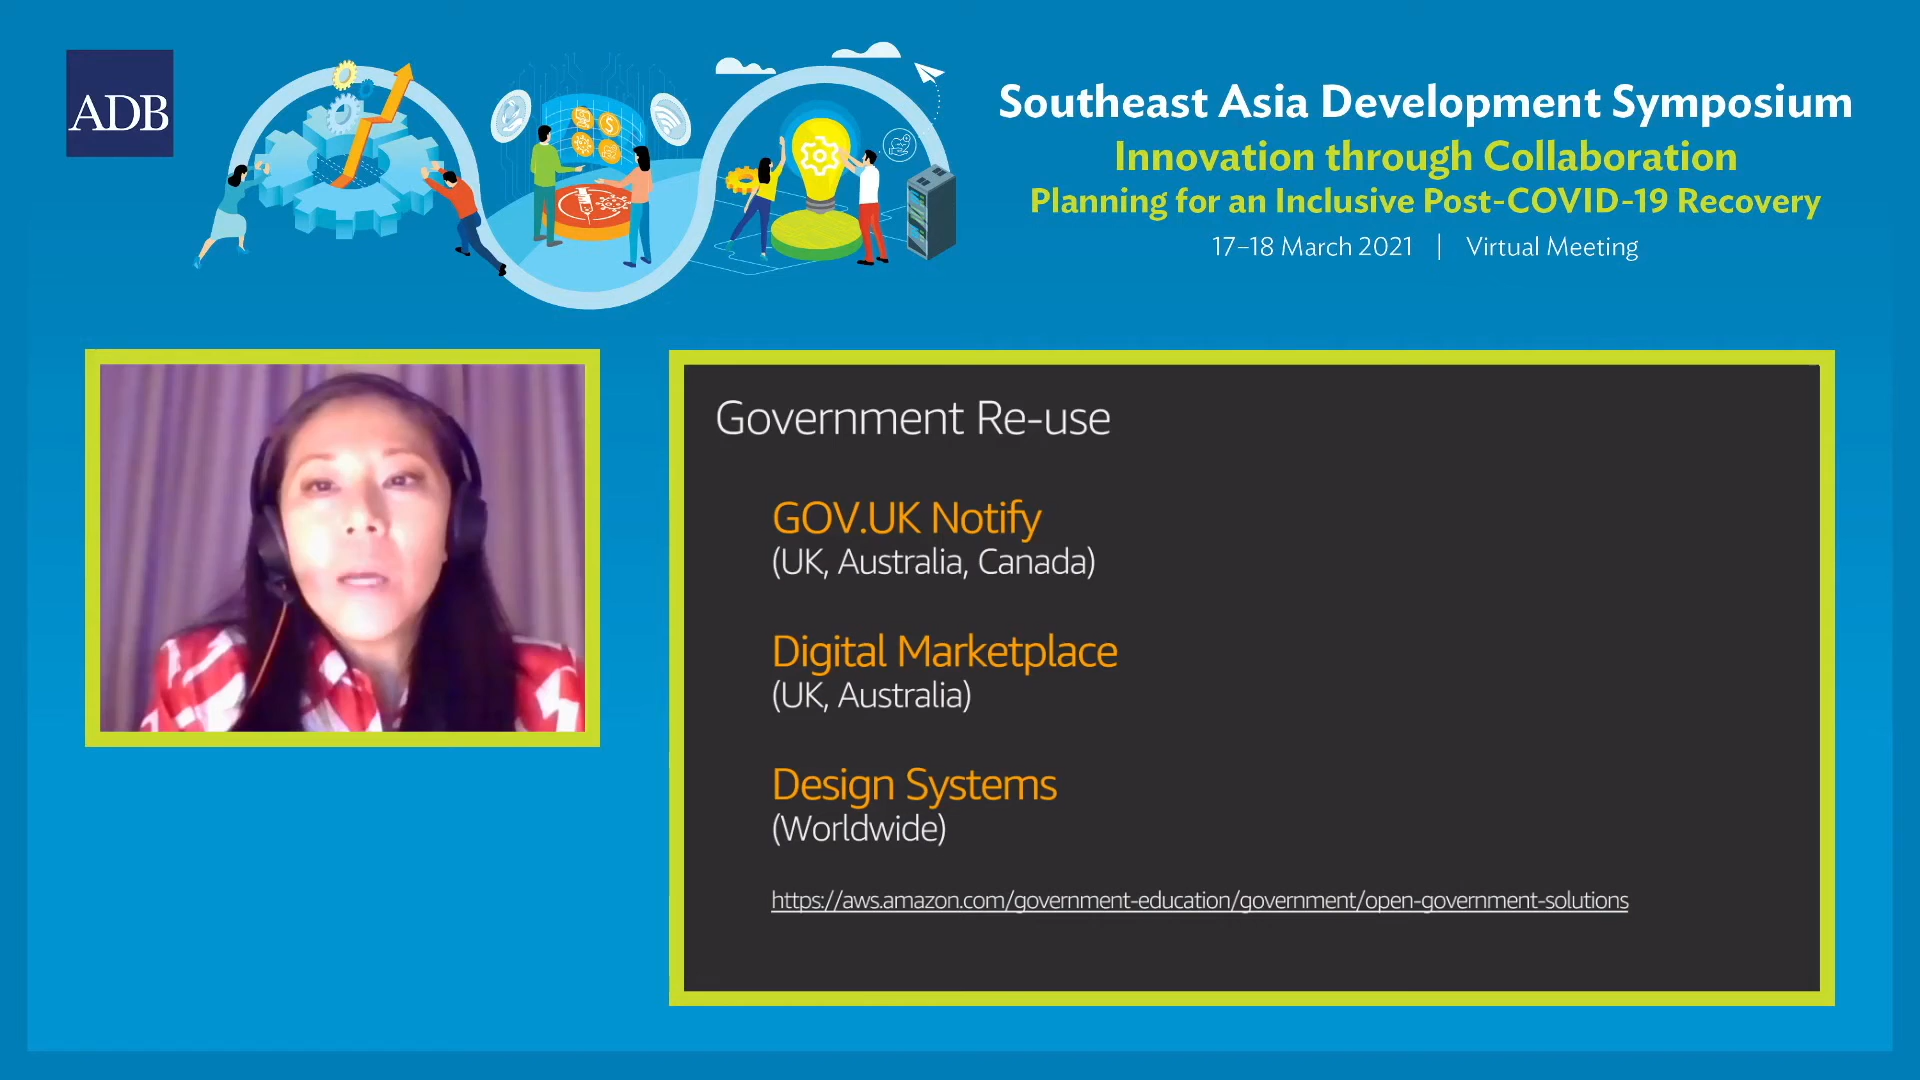 ADB
Southeast Asia Development Symposium
Innovation through Collaboration
Planning for an Inclusive Post-COVID-19 Recovery
17–18 March 2021 | Virtual Meeting
Government Re-use
GOV.UK Notify
(UK, Australia, Canada)
Digital Marketplace
(UK, Australia)
Design Systems
(Worldwide)
https://aws.amazon.com/government-education/government/open-government-solutions